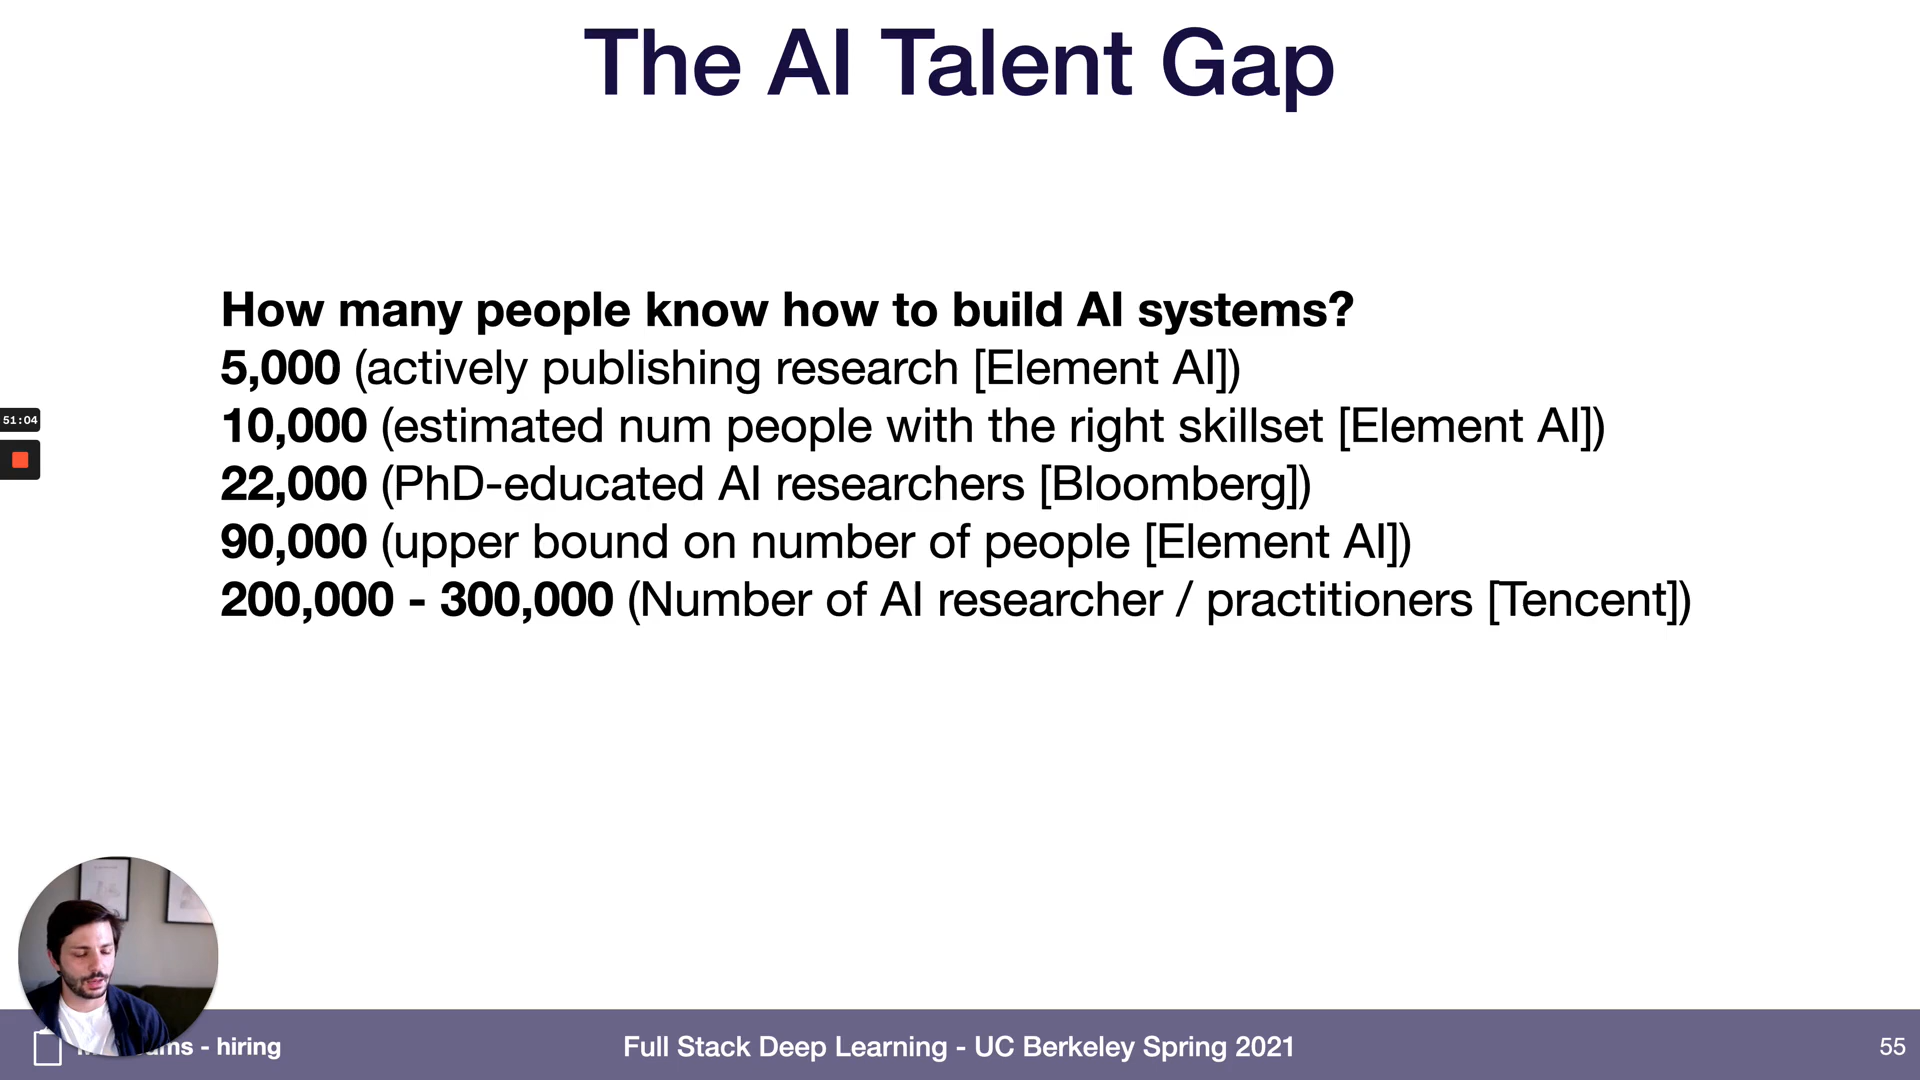 The AI Talent Gap
How many people know how to build AI systems?
5,000 (actively publishing research [Element AI])
10,000 (estimated num people with the right skillset [Element AI])
22,000 (PhD-educated AI researchers [Bloomberg])
90,000 (upper bound on number of people [Element AI])
200,000 - 300,000 (Number of AI researcher / practitioners [Tencent])
51:04
- hiring
Full Stack Deep Learning - UC Berkeley Spring 2021
55